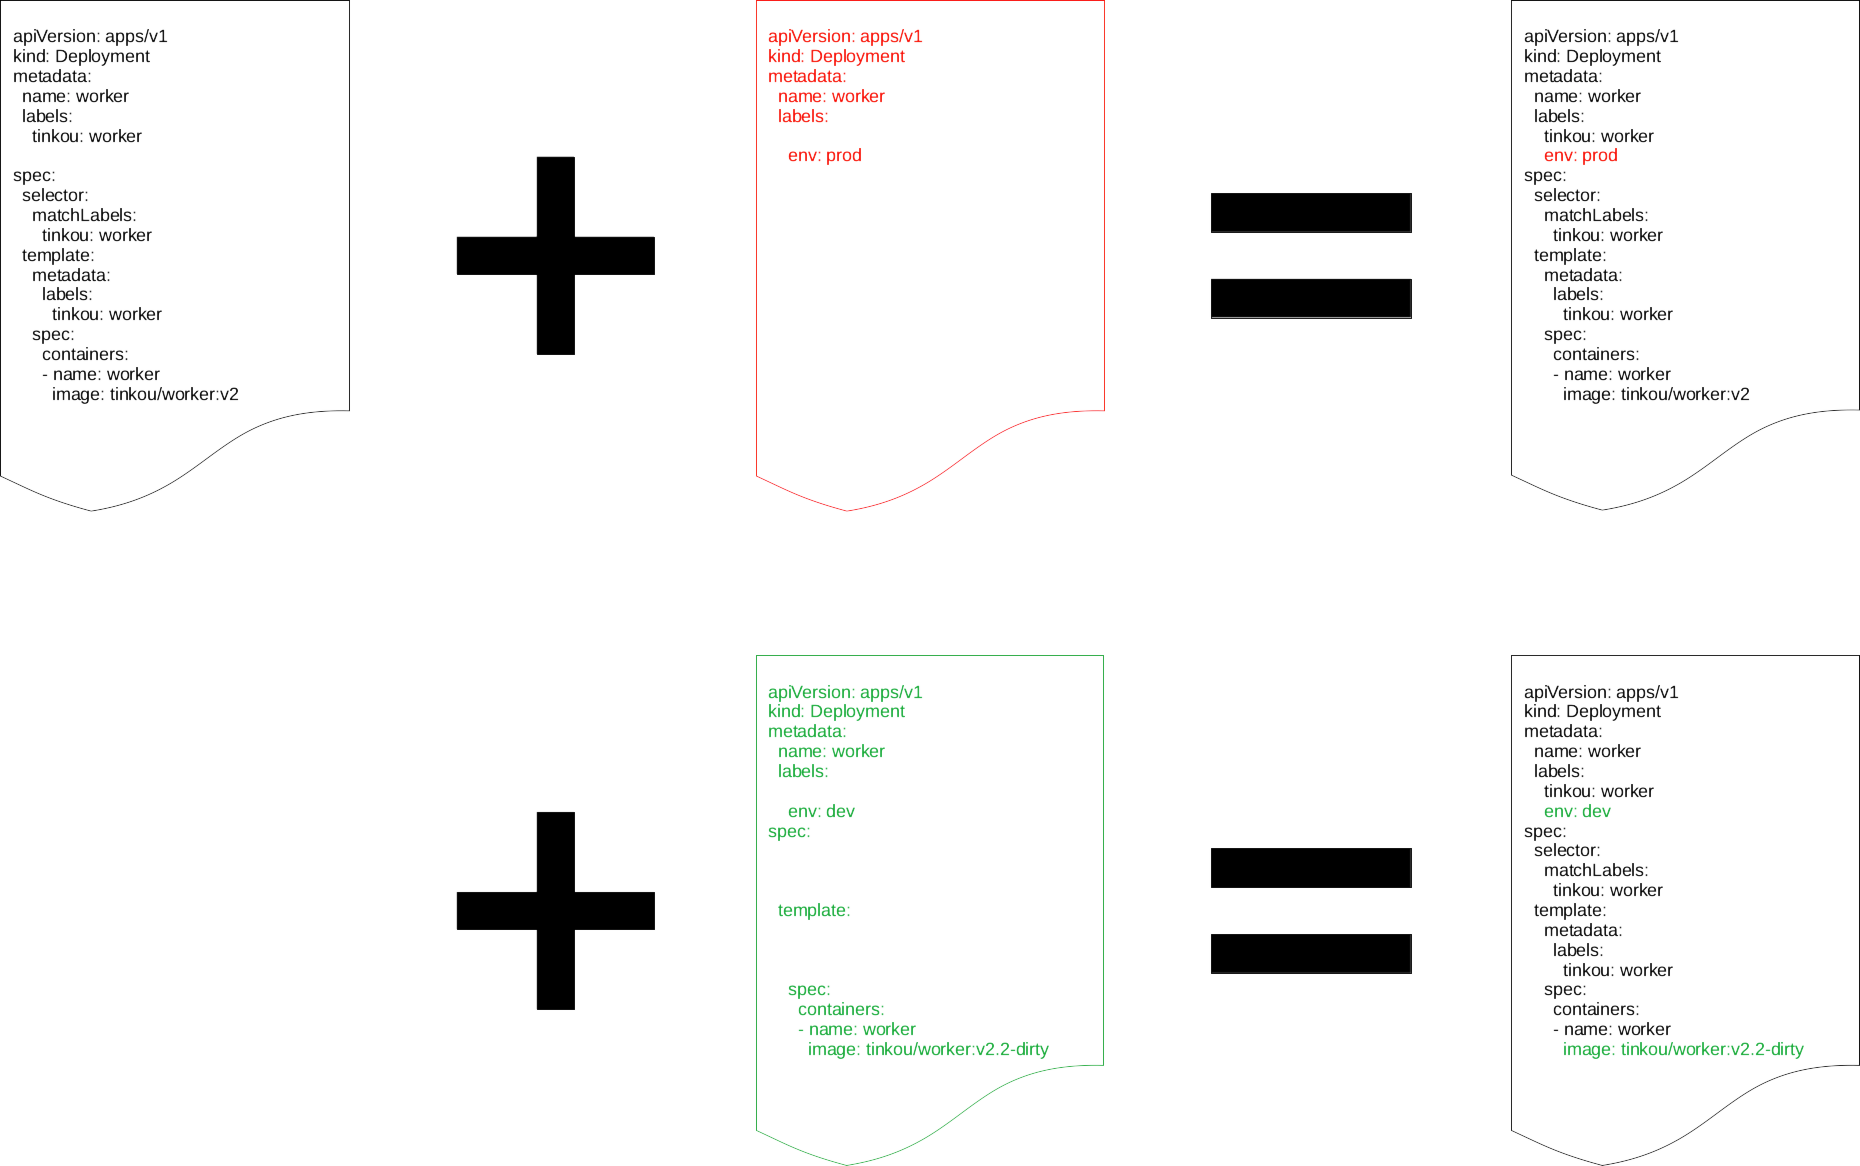 apiVersion: apps/v1
kind: Deployment
metadata:
  name: worker
  labels:
    tinkou: worker
spec:
  selector:
    matchLabels:
      tinkou: worker
  template:
    metadata:
      labels:
        tinkou: worker
    spec:
      containers:
      - name: worker
        image: tinkou/worker:v2
apiVersion: apps/v1
kind: Deployment
metadata:
  name: worker
  labels:
    env: prod
apiVersion: apps/v1
kind: Deployment
metadata:
  name: worker
  labels:
    tinkou: worker
    env: prod
spec:
  selector:
    matchLabels:
      tinkou: worker
  template:
    metadata:
      labels:
        tinkou: worker
    spec:
      containers:
      - name: worker
        image: tinkou/worker:v2
apiVersion: apps/v1
kind: Deployment
metadata:
  name: worker
  labels:
    env: dev
spec:
  template:
    spec:
      containers:
      - name: worker
        image: tinkou/worker:v2.2-dirty
apiVersion: apps/v1
kind: Deployment
metadata:
  name: worker
  labels:
    tinkou: worker
    env: dev
spec:
  selector:
    matchLabels:
      tinkou: worker
  template:
    metadata:
      labels:
        tinkou: worker
    spec:
      containers:
      - name: worker
        image: tinkou/worker:v2.2-dirty